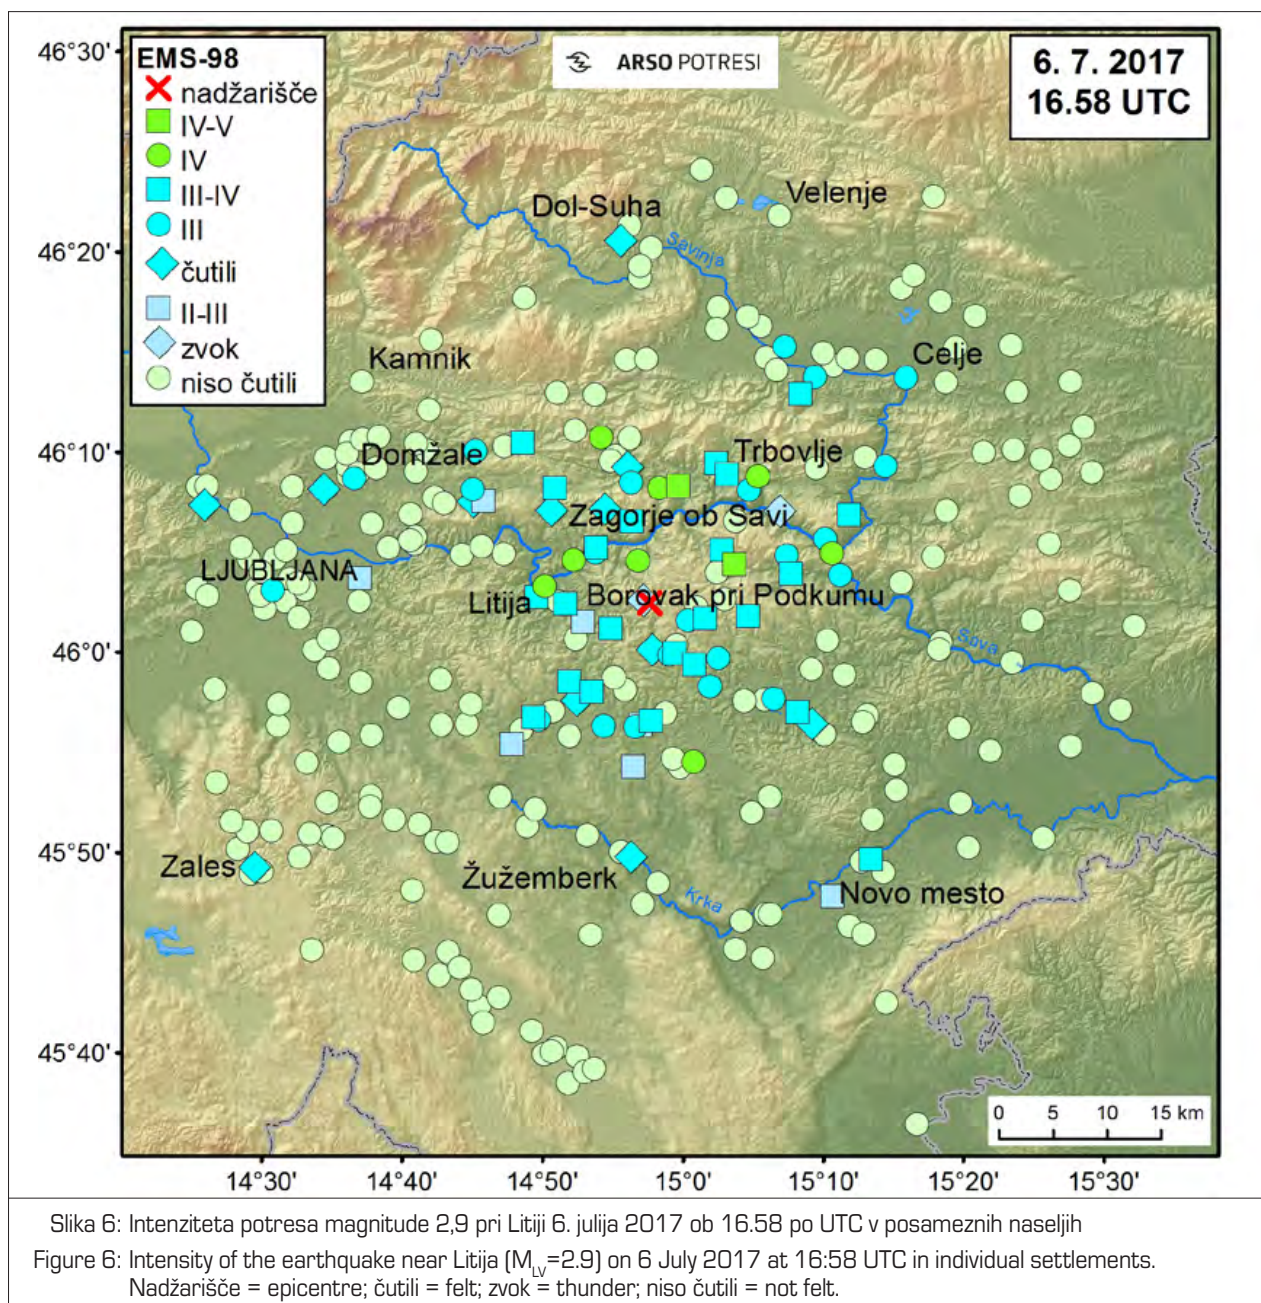 46°30'
EMS-98
nadžarišče
IV-V
IV
III-IV
III
čutili
II-III
zvok
niso čutili
ARSO POTRESI
6. 7. 2017
16.58 UTC
Velenje
Dol-Suha
46°20'
Savinja
Kamnik
Celje
46°10'
Domžale
Trbovlje
Zagorje ob Savi
LJUBLJANA
Litija
Borovak pri Podkumu
46°0'
Sava
45°50'
Zales
Žužemberk
Krka
Novo mesto
45°40'
0 5 10 15 km
14°30' 14°40' 14°50' 15°0' 15°10' 15°20' 15°30'
Slika 6: Intenziteta potresa magnitude 2,9 pri Litiji 6. julija 2017 ob 16.58 po UTC v posameznih naseljih
Figure 6: Intensity of the earthquake near Litija (M_LV=2.9) on 6 July 2017 at 16:58 UTC in individual settlements.
Nadžarišče = epicentre; čutili = felt; zvok = thunder; niso čutili = not felt.